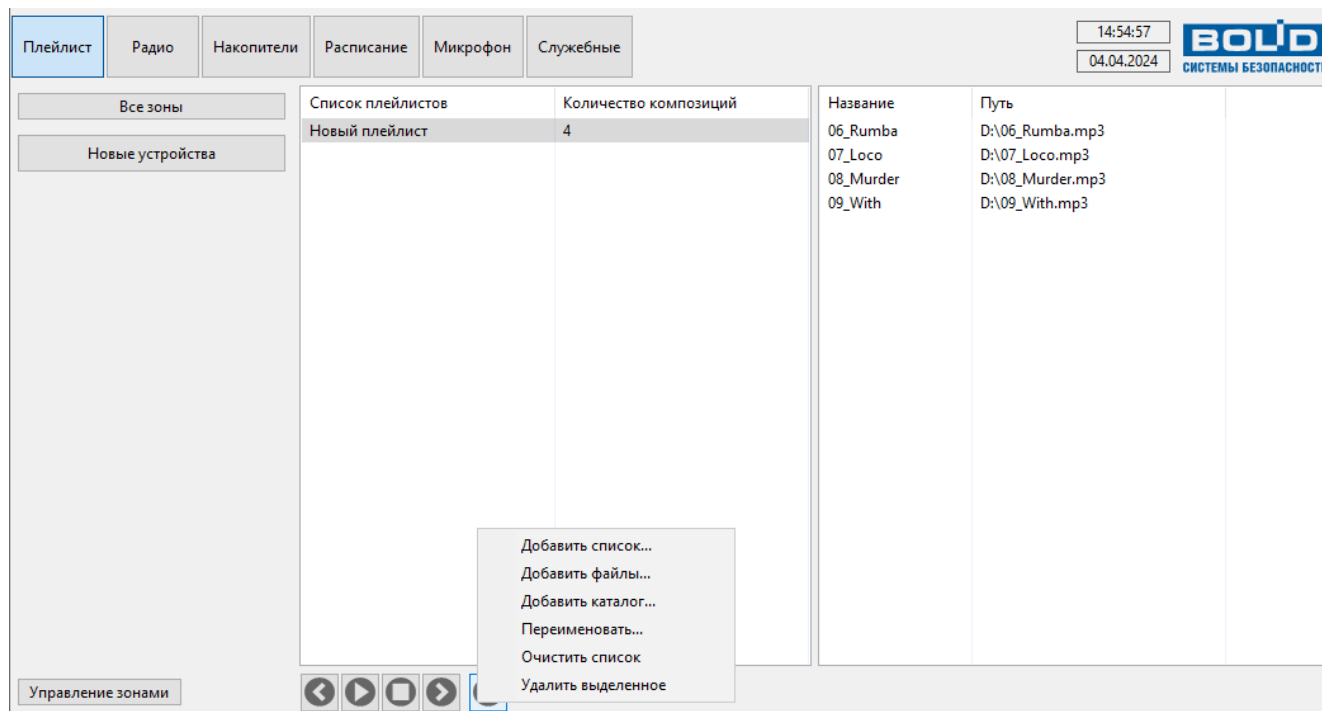 Плейлист Радио Накопители Расписание Микрофон Служебные
14:54:57
04.04.2024
BOLID
СИСТЕМЫ БЕЗОПАСНОСТИ
Все зоны
Новые устройства
Список плейлистов Количество композиций
Новый плейлист 4
Название Путь
06_Rumba D:\06_Rumba.mp3
07_Loco D:\07_Loco.mp3
08_Murder D:\08_Murder.mp3
09_With D:\09_With.mp3
Добавить список...
Добавить файлы...
Добавить каталог...
Переименовать...
Очистить список
Удалить выделенное
Управление зонами